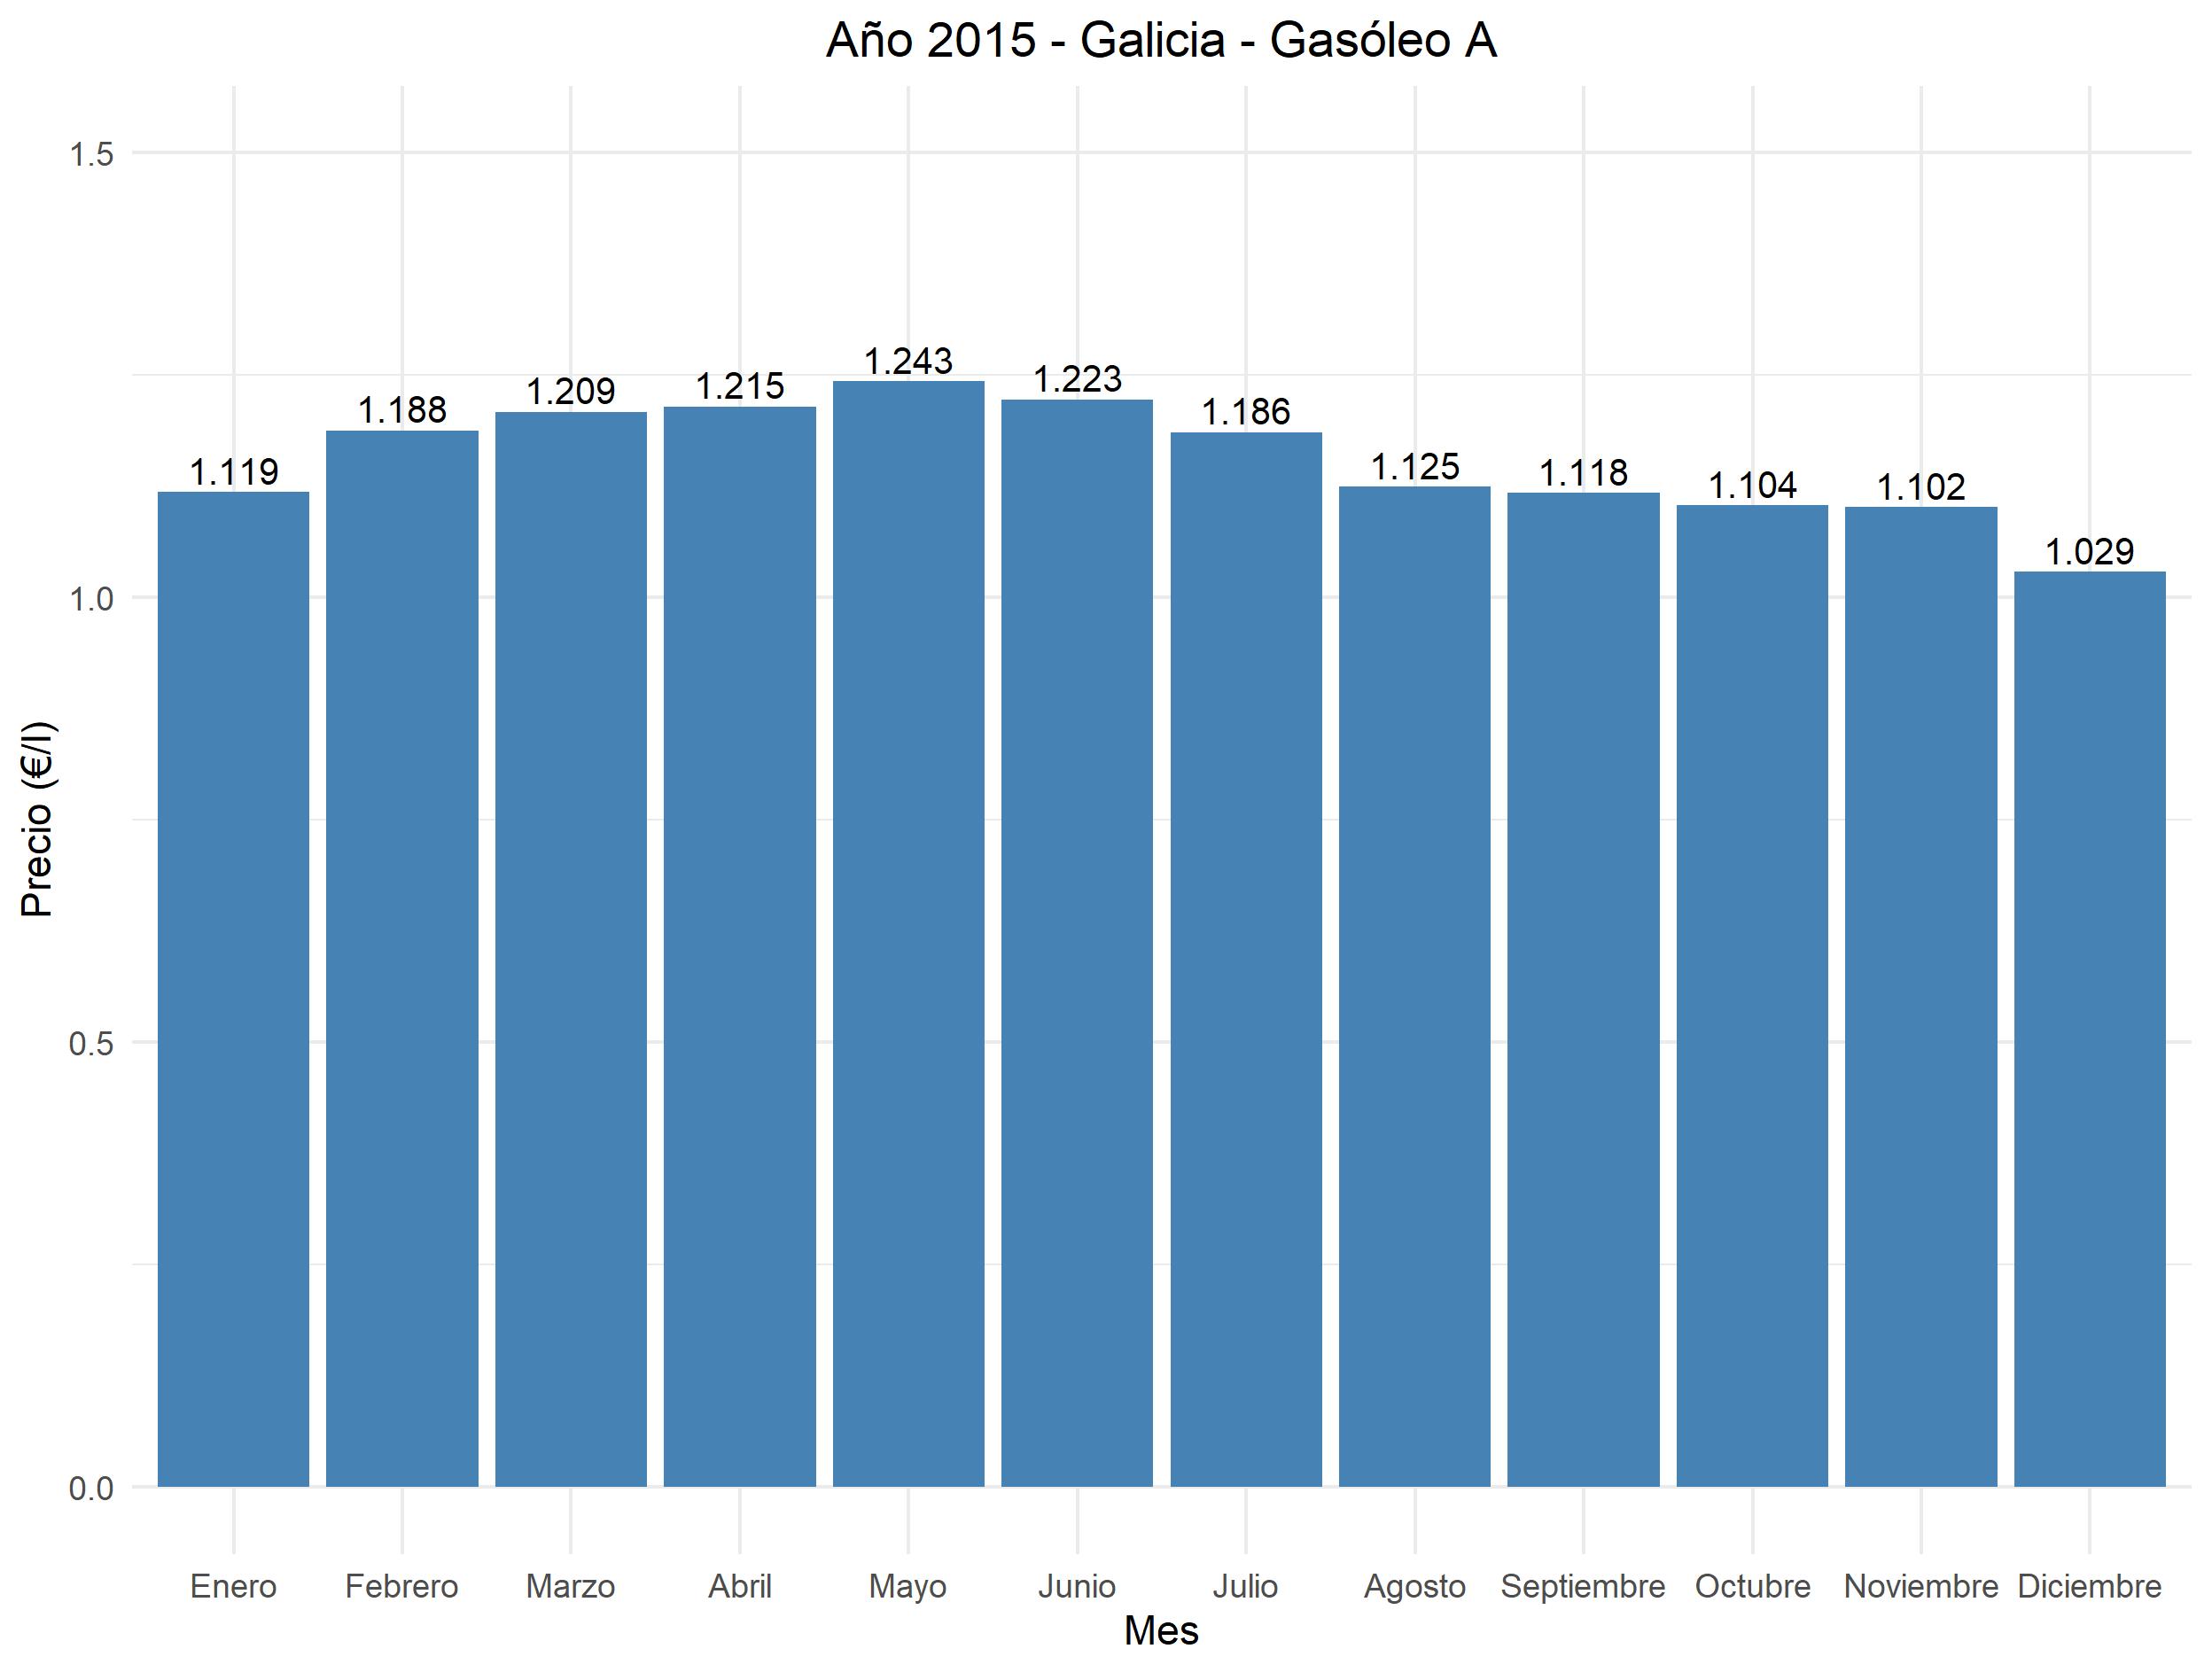 Año 2015 - Galicia - Gasóleo A
1.5
1.0
0.5
0.0
Precio (€/l)
1.119
1.188
1.209
1.215
1.243
1.223
1.186
1.125
1.118
1.104
1.102
1.029
Enero
Febrero
Marzo
Abril
Mayo
Junio
Julio
Agosto
Septiembre
Octubre
Noviembre
Diciembre
Mes